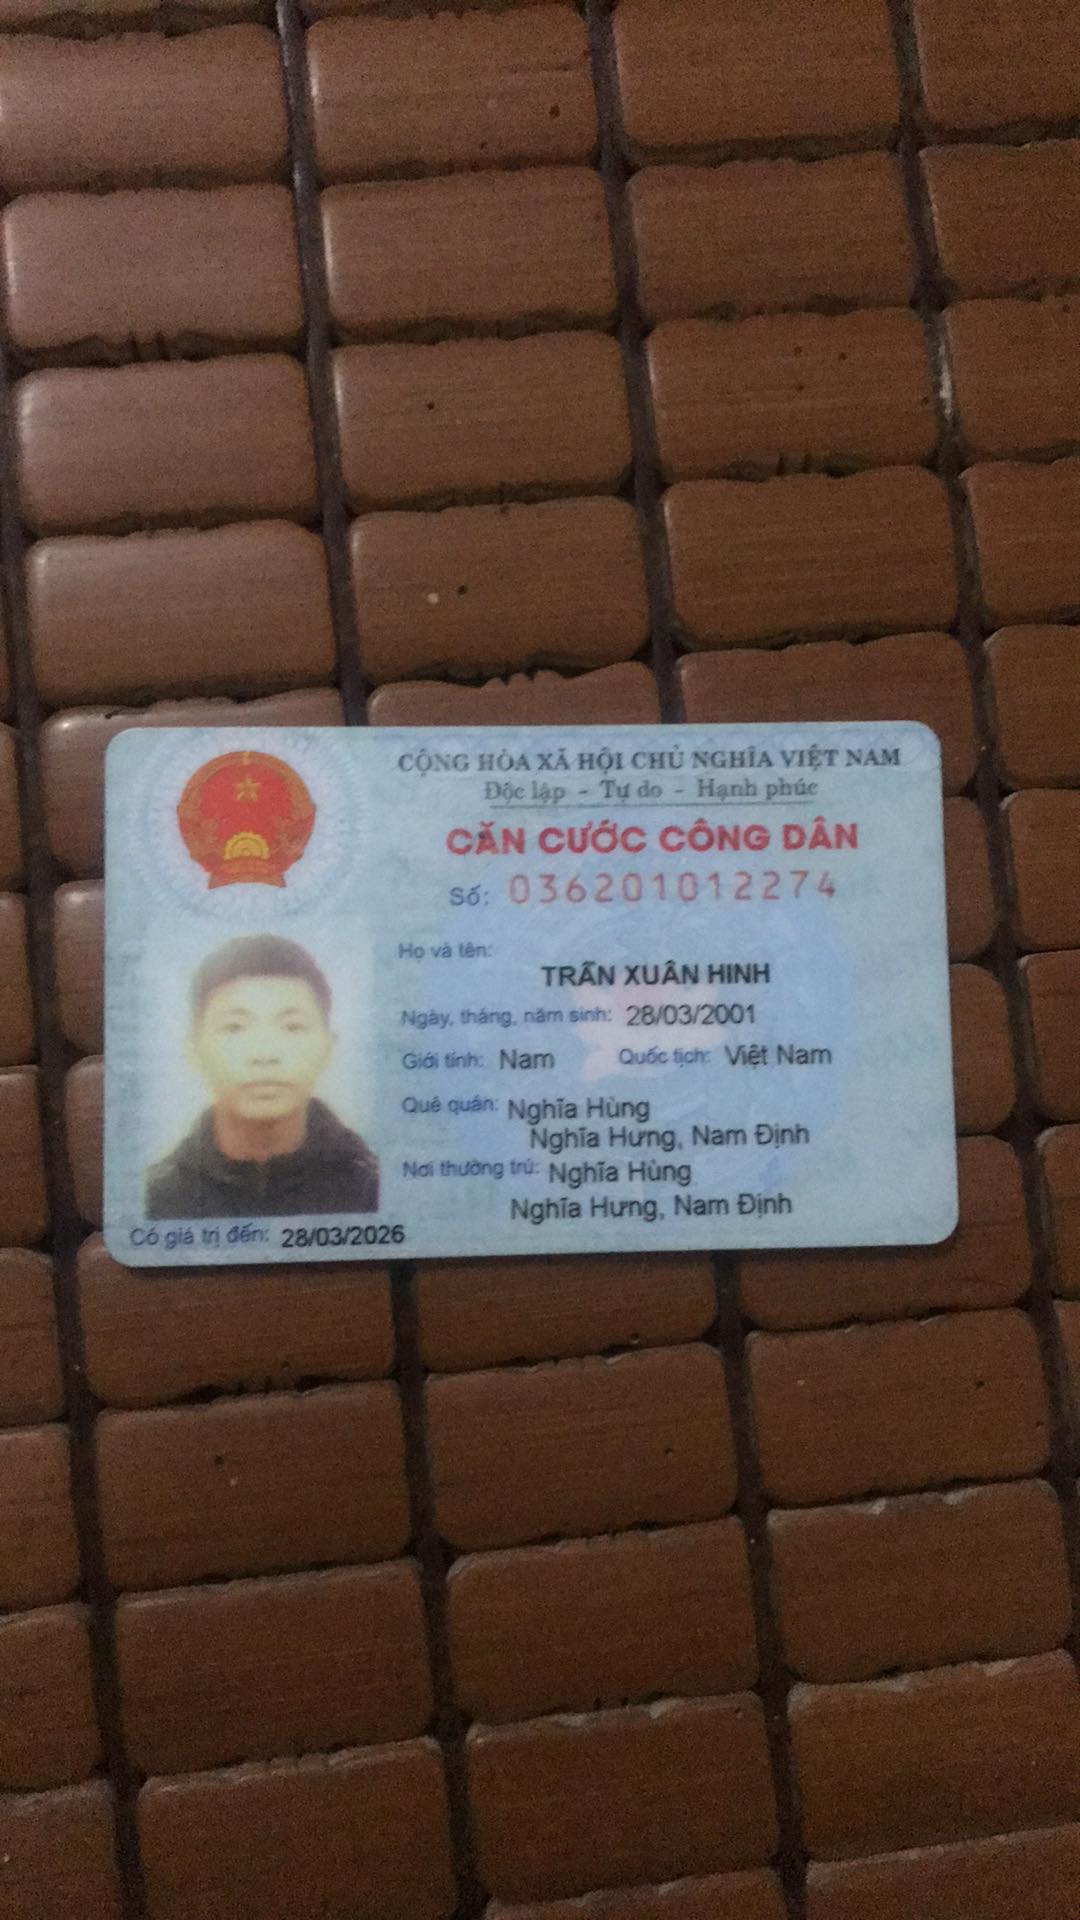 CỘNG HÒA XÃ HỘI CHỦ NGHĨA VIỆT NAM
Độc lập - Tự do - Hạnh phúc
CĂN CƯỚC CÔNG DÂN
Số: 036201012274
Họ và tên:
TRẦN XUÂN HINH
Ngày, tháng, năm sinh: 28/03/2001
Giới tính: Nam Quốc tịch: Việt Nam
Quê quán: Nghĩa Hùng
Nghĩa Hưng, Nam Định
Nơi thường trú: Nghĩa Hùng
Nghĩa Hưng, Nam Định
Có giá trị đến: 28/03/2026